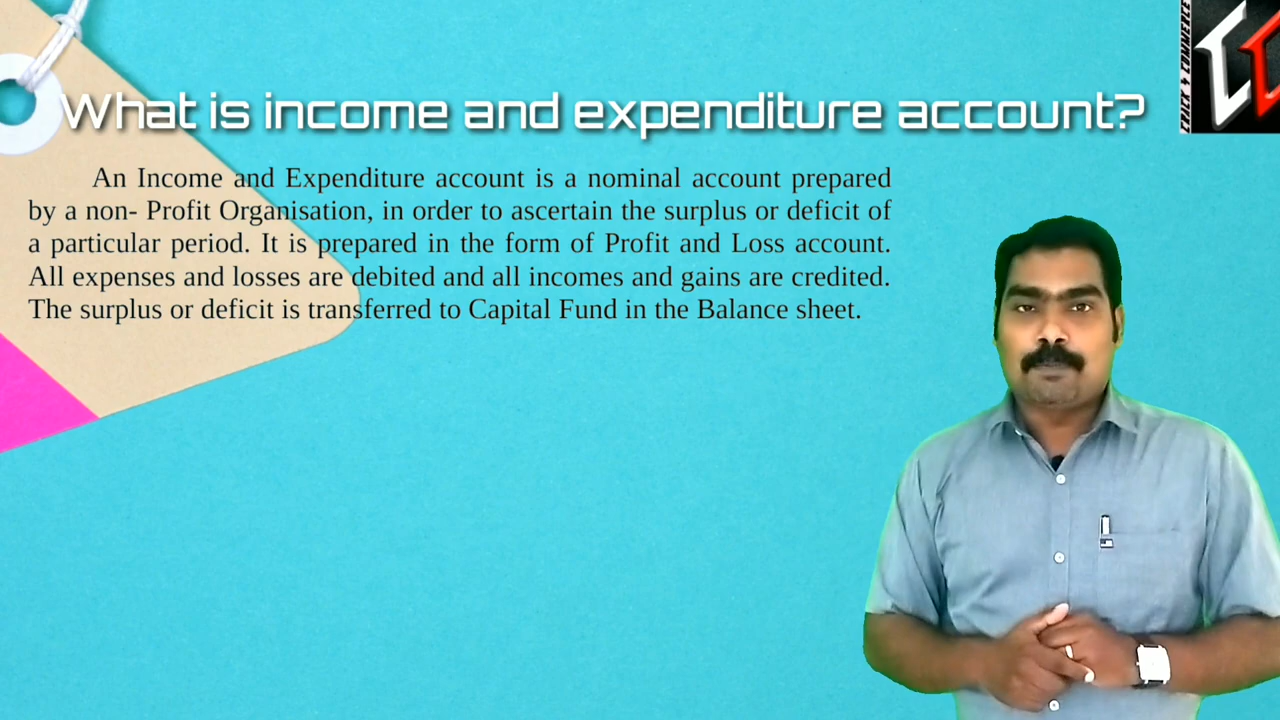 What is income and expenditure account?
An Income and Expenditure account is a nominal account prepared
by a non- Profit Organisation, in order to ascertain the surplus or deficit of
a particular period. It is prepared in the form of Profit and Loss account.
All expenses and losses are debited and all incomes and gains are credited.
The surplus or deficit is transferred to Capital Fund in the Balance sheet.
CRACK 4 COMMERCE